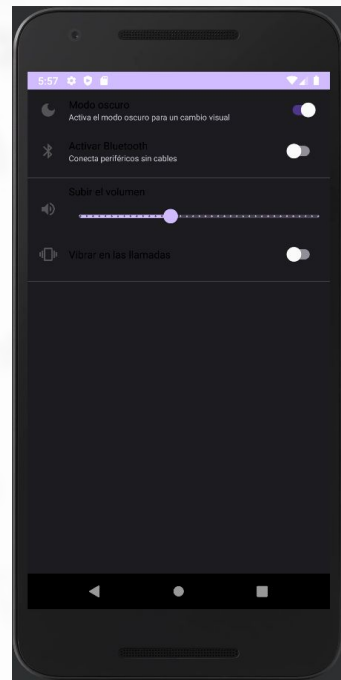 5:57
Modo oscuro
Activa el modo oscuro para un cambio visual
Activar Bluetooth
Conecta periféricos sin cables
Subir el volumen
Vibrar en las llamadas